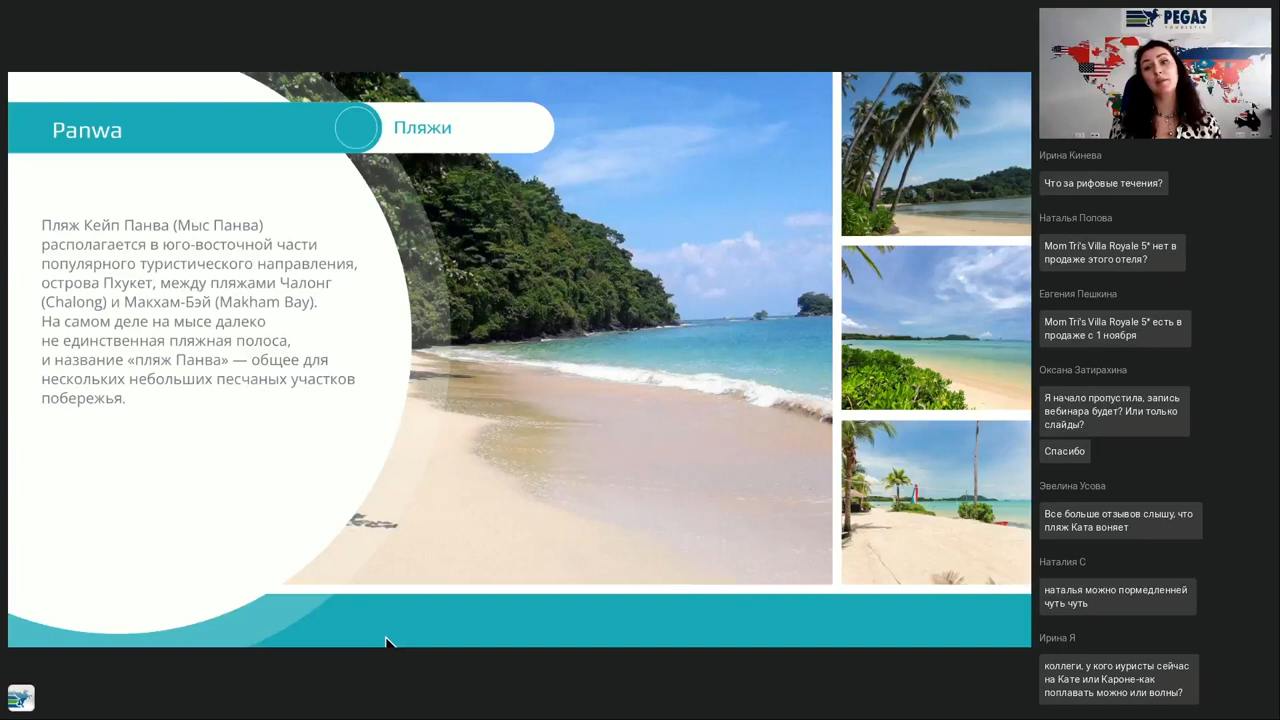 Panwa
Пляжи
Пляж Кейп Панва (Мыс Панва)
располагается в юго-восточной части
популярного туристического направления,
острова Пхукет, между пляжами Чалонг
(Chalong) и Макхам-Бэй (Makham Bay).
На самом деле на мысе далеко
не единственная пляжная полоса,
и название «пляж Панва» — общее для
нескольких небольших песчаных участков
побережья.
PEGAS
TOURISTIK
Ирина Кинева
Что за рифовые течения?
Наталья Попова
Mom Tri's Villa Royale 5* нет в
продаже этого отеля?
Евгения Пешкина
Mom Tri's Villa Royale 5* есть в
продаже с 1 ноября
Оксана Затирахина
Я начало пропустила, запись
вебинара будет? Или только
слайды?
Спасибо
Эвелина Усова
Все больше отзывов слышу, что
пляж Ката воняет
Наталия С
наталья можно пормедленней
чуть чуть
Ирина Я
коллеги, у кого иуристы сейчас
на Кате или Кароне-как
поплавать можно или волны?